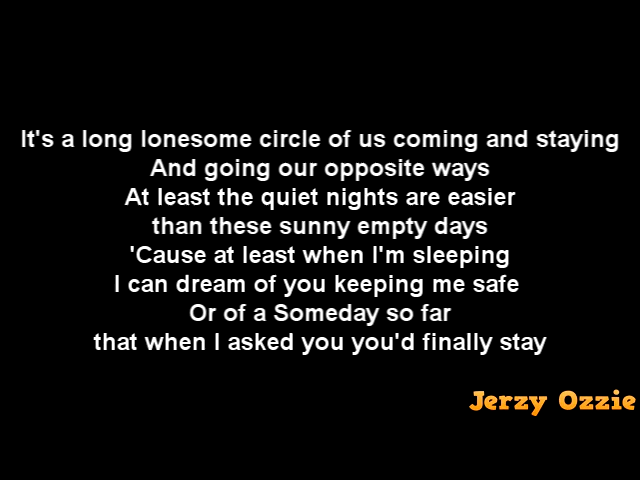 It's a long lonesome circle of us coming and staying
And going our opposite ways
At least the quiet nights are easier
than these sunny empty days
'Cause at least when I'm sleeping
I can dream of you keeping me safe
Or of a Someday so far
that when I asked you you'd finally stay
Jerzy Ozzie